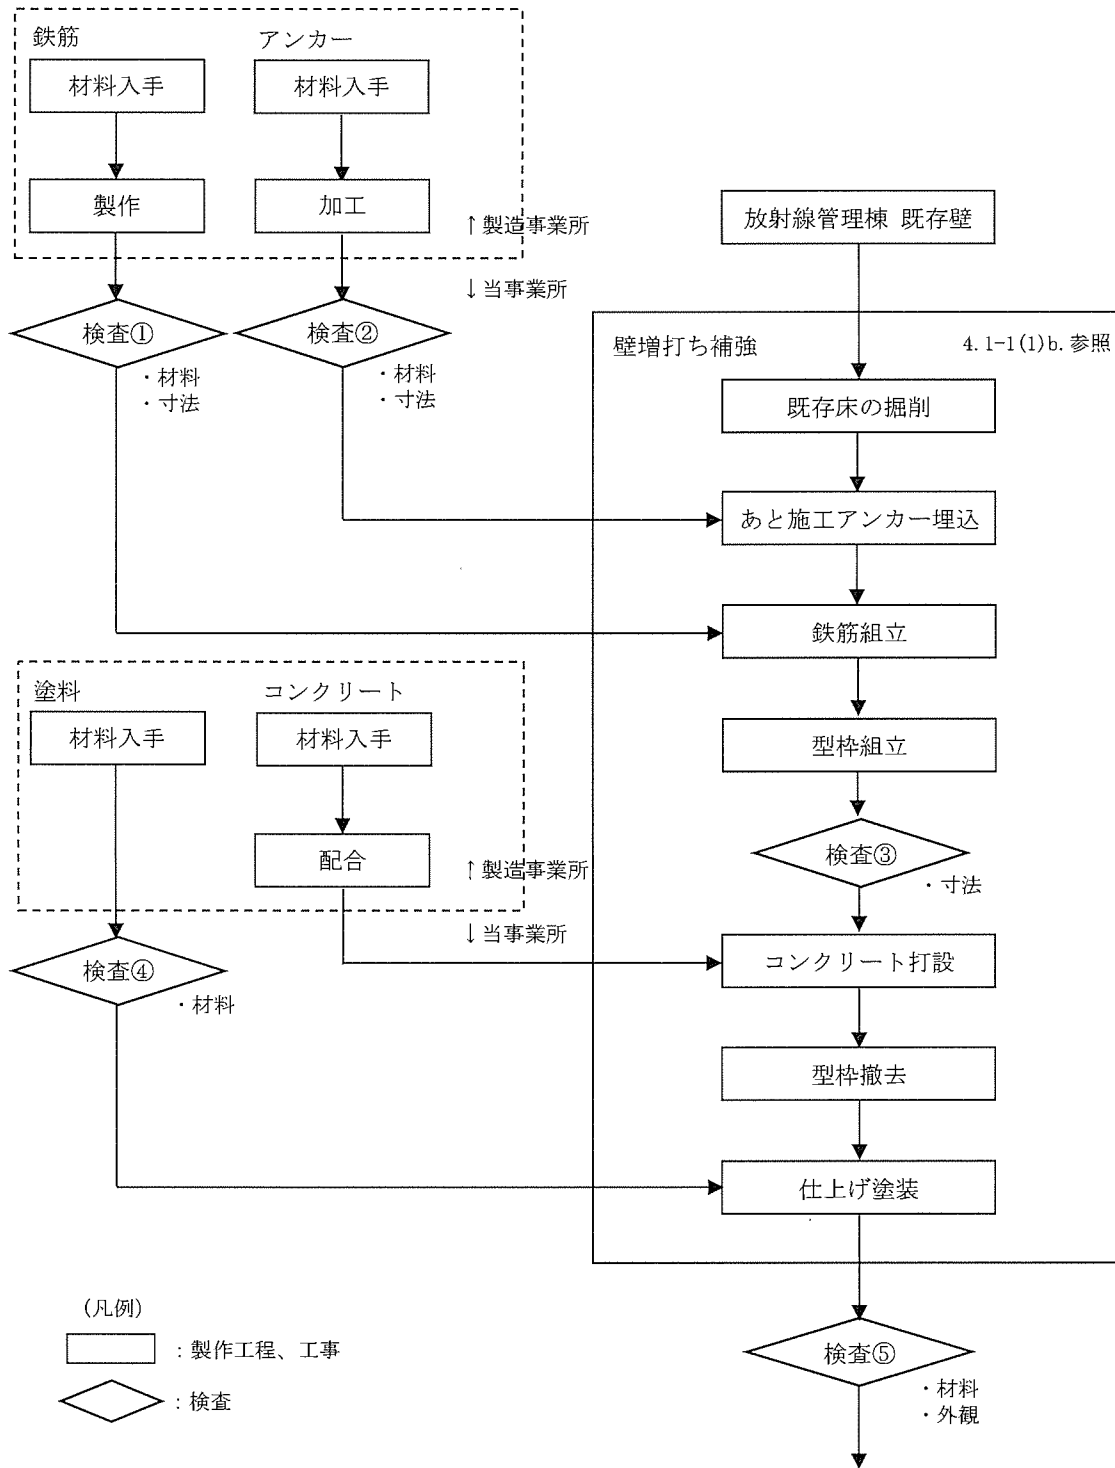 鉄筋
アンカー
材料入手
材料入手
製作
加工
↑製造事業所
↓当事業所
検査①
・材料
・寸法
検査②
・材料
・寸法
放射線管理棟 既存壁
壁増打ち補強
4.1-1(1)b.参照
既存床の掘削
あと施工アンカー埋込
鉄筋組立
型枠組立
検査③
・寸法
塗料
コンクリート
材料入手
材料入手
配合
↑製造事業所
↓当事業所
検査④
・材料
コンクリート打設
型枠撤去
仕上げ塗装
検査⑤
・材料
・外観
(凡例)
：製作工程、工事
：検査